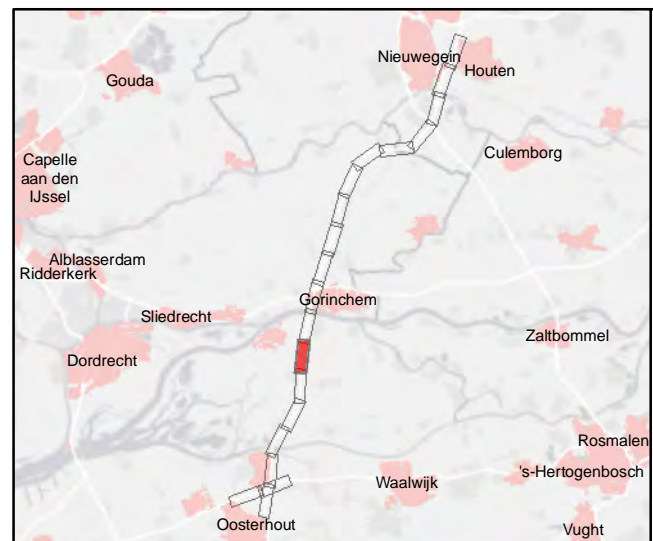 Nieuwegein
Houten
Gouda
Culemborg
Capelle
aan den
IJssel
Alblasserdam
Ridderkerk
Gorinchem
Sliedrecht
Zaltbommel
Dordrecht
Rosmalen
's-Hertogenbosch
Waalwijk
Oosterhout
Vught